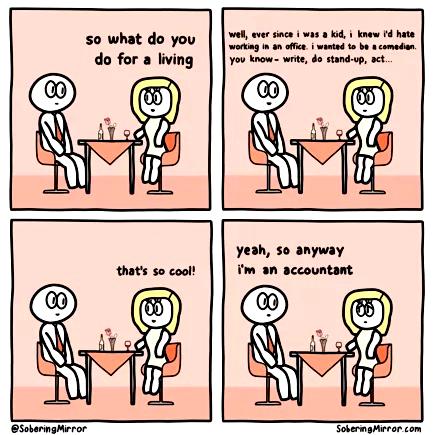 so what do you
do for a living
well, ever since i was a kid, i knew i'd hate
working in an office. i wanted to be a comedian.
you know- write, do stand-up, act...
that's so cool!
yeah, so anyway
i'm an accountant
@SoberingMirror
SoberingMirror.com